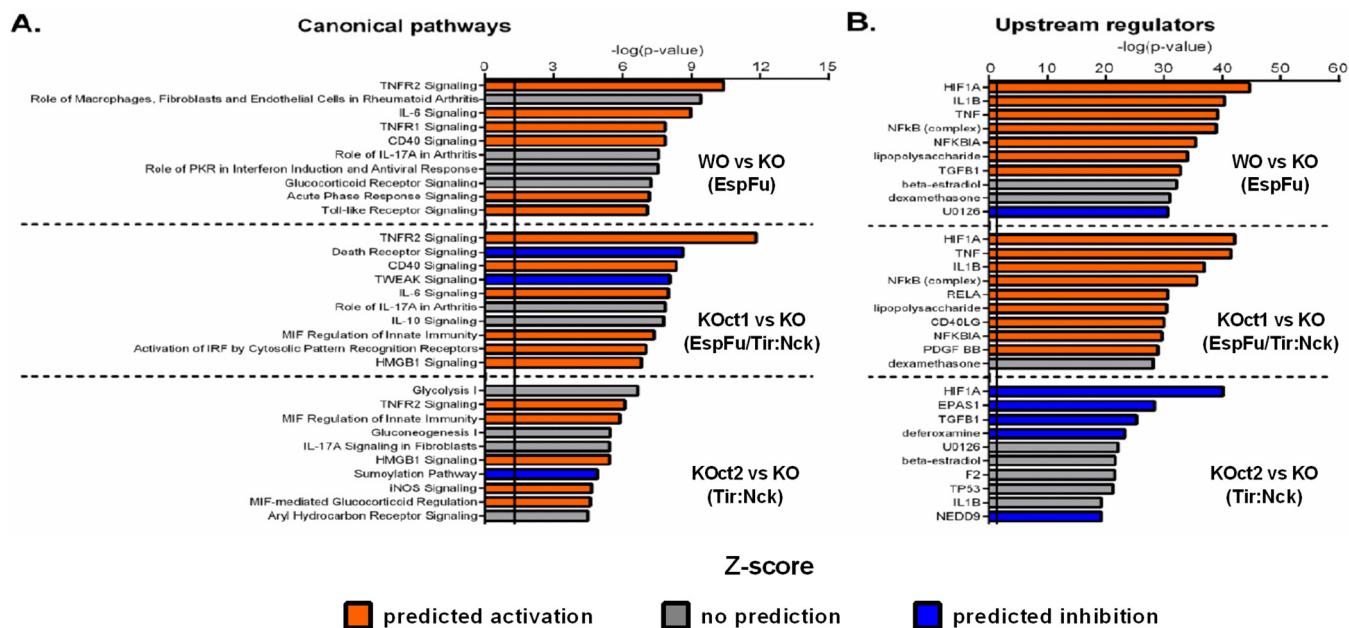 A.
Canonical pathways
-log(p-value)
0 3 6 9 12 15
TNFR2 Signaling
Role of Macrophages, Fibroblasts and Endothelial Cells in Rheumatoid Arthritis
IL-6 Signaling
TNFR1 Signaling
CD40 Signaling
Role of IL-17A in Arthritis
Role of PKR in Interferon Induction and Antiviral Response
Glucocorticoid Receptor Signaling
Acute Phase Response Signaling
Toll-like Receptor Signaling
WO vs KO
(EspFu)
TNFR2 Signaling
Death Receptor Signaling
CD40 Signaling
TWEAK Signaling
IL-6 Signaling
Role of IL-17A in Arthritis
IL-10 Signaling
MIF Regulation of Innate Immunity
Activation of IRF by Cytosolic Pattern Recognition Receptors
HMGB1 Signaling
KOct1 vs KO
(EspFu/Tir:Nck)
Glycolysis I
TNFR2 Signaling
MIF Regulation of Innate Immunity
Gluconeogenesis I
IL-17A Signaling in Fibroblasts
HMGB1 Signaling
Sumoylation Pathway
iNOS Signaling
MIF-mediated Glucocorticoid Regulation
Aryl Hydrocarbon Receptor Signaling
KOct2 vs KO
(Tir:Nck)
B.
Upstream regulators
-log(p-value)
0 10 20 30 40 50 60
HIF1A
IL1B
TNF
NFkB (complex)
NFKBIA
lipopolysaccharide
TGFB1
beta-estradiol
dexamethasone
U0126
WO vs KO
(EspFu)
HIF1A
TNF
IL1B
NFkB (complex)
RELA
lipopolysaccharide
CD40LG
NFKBIA
PDGF BB
dexamethasone
KOct1 vs KO
(EspFu/Tir:Nck)
HIF1A
EPAS1
TGFB1
deferoxamine
U0126
beta-estradiol
F2
TP53
IL1B
NEDD9
KOct2 vs KO
(Tir:Nck)
Z-score
predicted activation
no prediction
predicted inhibition